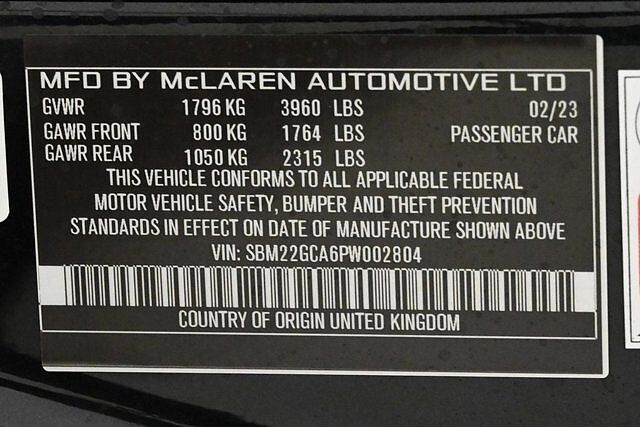 MFD BY McLAREN AUTOMOTIVE LTD
GVWR 1796 KG 3960 LBS 02/23
GAWR FRONT 800 KG 1764 LBS PASSENGER CAR
GAWR REAR 1050 KG 2315 LBS
THIS VEHICLE CONFORMS TO ALL APPLICABLE FEDERAL
MOTOR VEHICLE SAFETY, BUMPER AND THEFT PREVENTION
STANDARDS IN EFFECT ON DATE OF MANUFACTURE SHOWN ABOVE
VIN: SBM22GCA6PW002804
COUNTRY OF ORIGIN UNITED KINGDOM